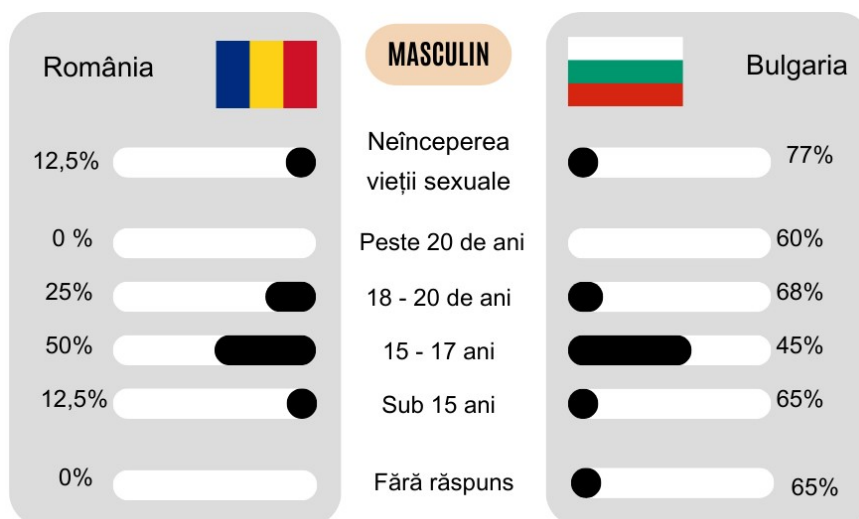 România
MASCULIN
Bulgaria
12,5%
Neînceperea
vieții sexuale
77%
0 %
Peste 20 de ani
60%
25%
18 - 20 de ani
68%
50%
15 - 17 ani
45%
12,5%
Sub 15 ani
65%
0%
Fără răspuns
65%